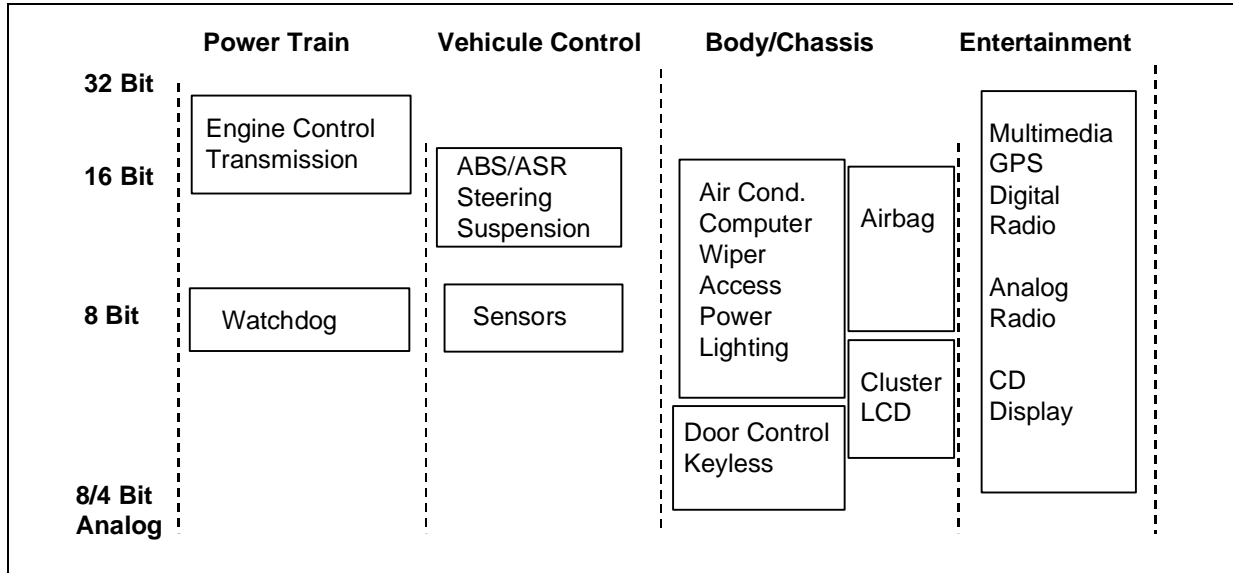 Power Train
Vehicule Control
Body/Chassis
Entertainment
32 Bit
16 Bit
8 Bit
8/4 Bit
Analog
Engine Control
Transmission
Watchdog
ABS/ASR
Steering
Suspension
Sensors
Air Cond.
Computer
Wiper
Access
Power
Lighting
Airbag
Cluster
LCD
Door Control
Keyless
Multimedia
GPS
Digital
Radio
Analog
Radio
CD
Display